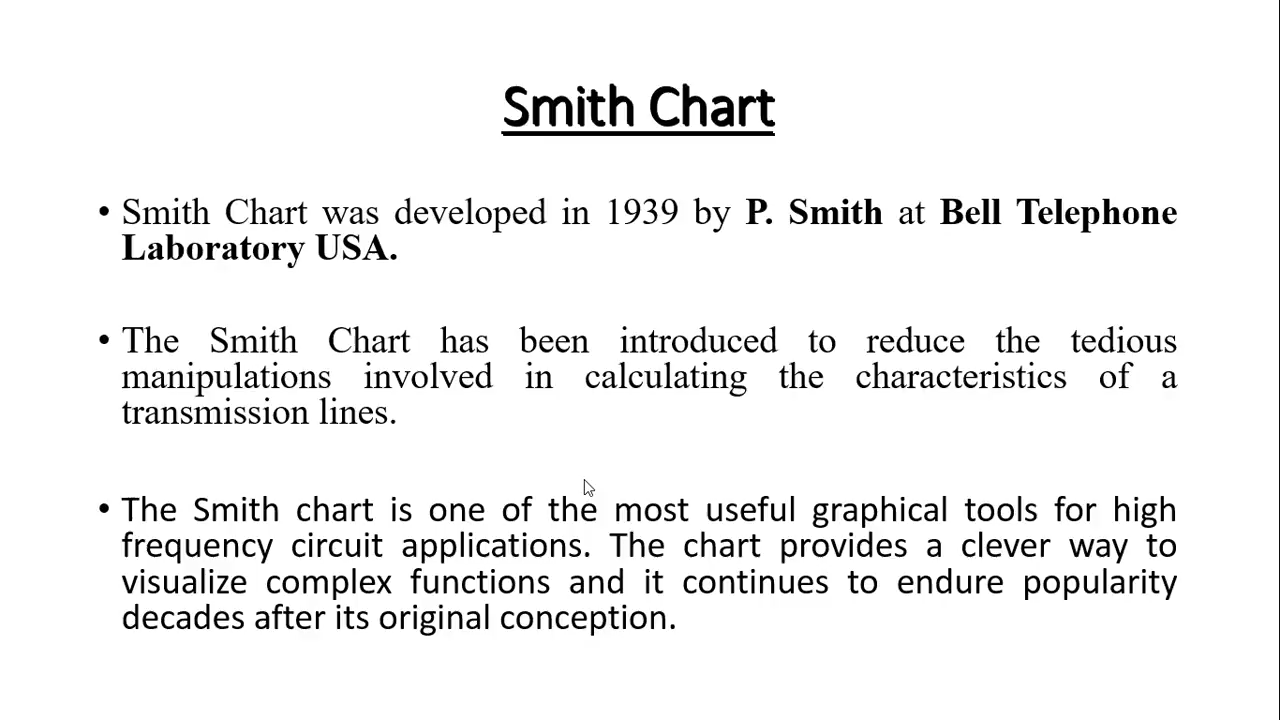 Smith Chart
• Smith Chart was developed in 1939 by P. Smith at Bell Telephone
Laboratory USA.
• The Smith Chart has been introduced to reduce the tedious
manipulations involved in calculating the characteristics of a
transmission lines.
• The Smith chart is one of the most useful graphical tools for high
frequency circuit applications. The chart provides a clever way to
visualize complex functions and it continues to endure popularity
decades after its original conception.